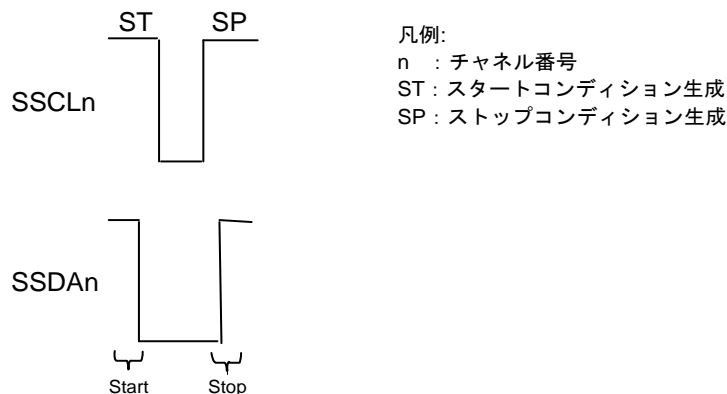 ST SP
SSCLn
SSDAn
Start Stop
凡例:
n ：チャネル番号
ST：スタートコンディション生成
SP：ストップコンディション生成